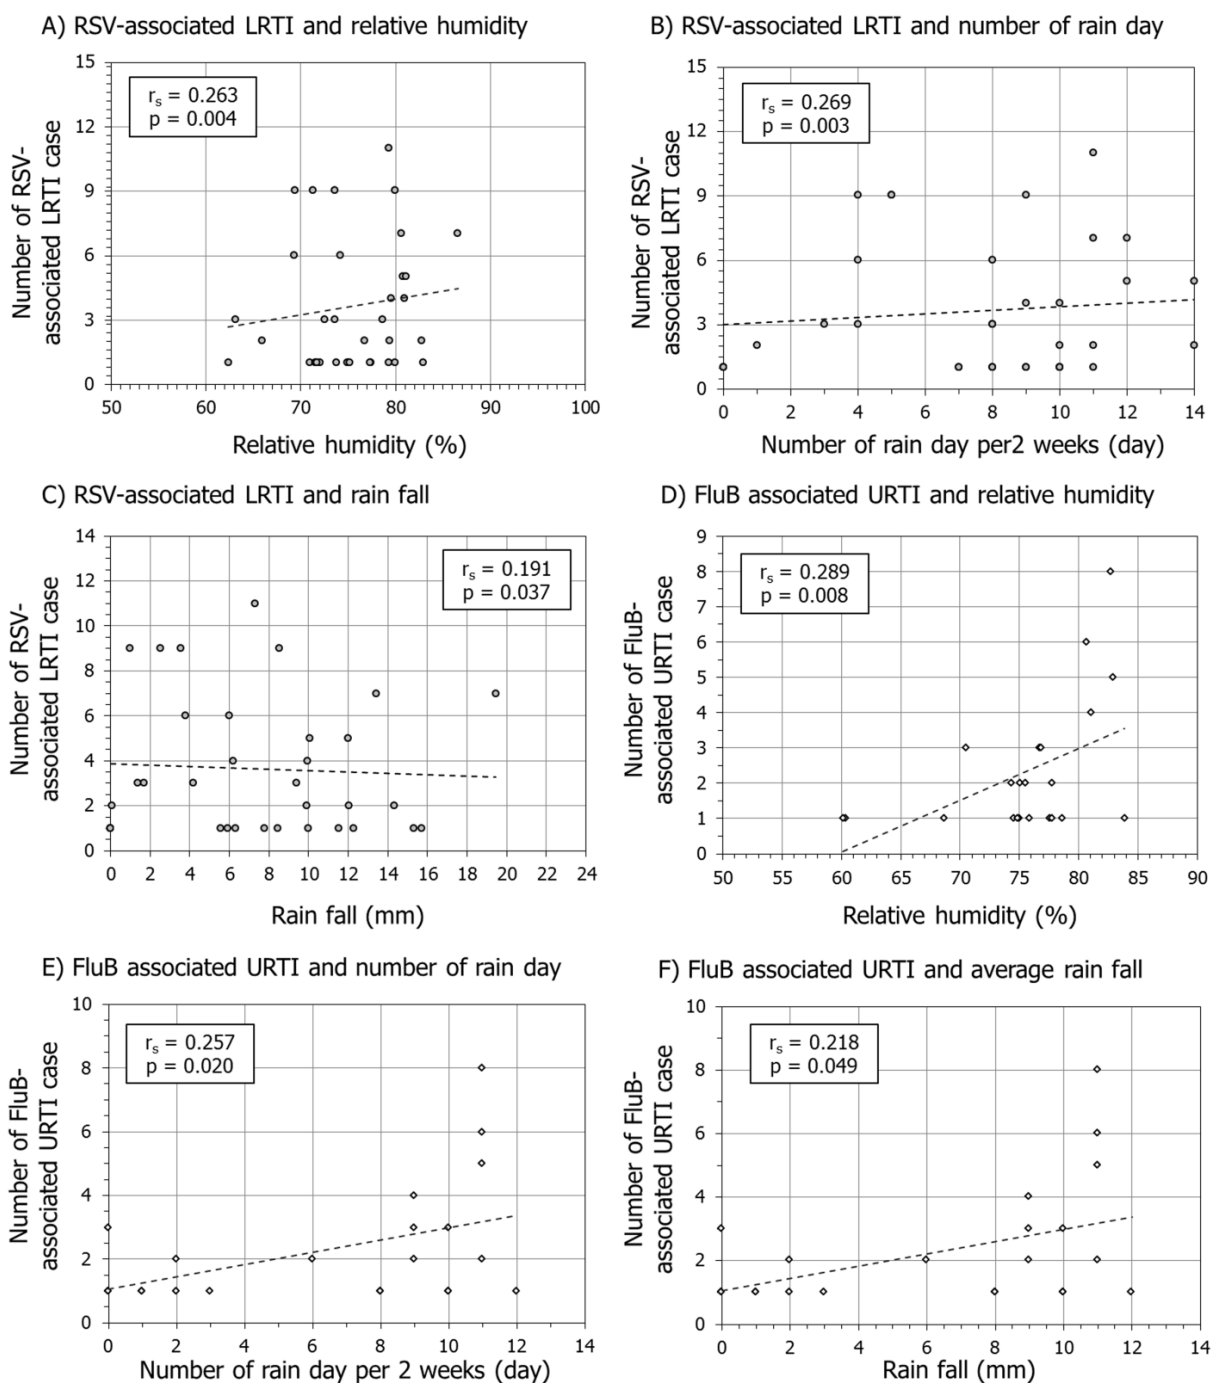 A) RSV-associated LRTI and relative humidity
Number of RSV-
associated LRTI case
15
12
9
6
3
0
r_s = 0.263
p = 0.004
50 60 70 80 90 100
Relative humidity (%)
B) RSV-associated LRTI and number of rain day
Number of RSV-
associated LRTI case
15
12
9
6
3
0
r_s = 0.269
p = 0.003
0 2 4 6 8 10 12 14
Number of rain day per2 weeks (day)
C) RSV-associated LRTI and rain fall
Number of RSV-
associated LRTI case
14
12
10
8
6
4
2
0
r_s = 0.191
p = 0.037
0 2 4 6 8 10 12 14 16 18 20 22 24
Rain fall (mm)
D) FluB associated URTI and relative humidity
Number of FluB-
associated URTI case
9
8
7
6
5
4
3
2
1
0
r_s = 0.289
p = 0.008
50 55 60 65 70 75 80 85 90
Relative humidity (%)
E) FluB associated URTI and number of rain day
Number of FluB-
associated URTI case
10
8
6
4
2
0
r_s = 0.257
p = 0.020
0 2 4 6 8 10 12 14
Number of rain day per 2 weeks (day)
F) FluB associated URTI and average rain fall
Number of FluB-
associated URTI case
10
8
6
4
2
0
r_s = 0.218
p = 0.049
0 2 4 6 8 10 12 14
Rain fall (mm)